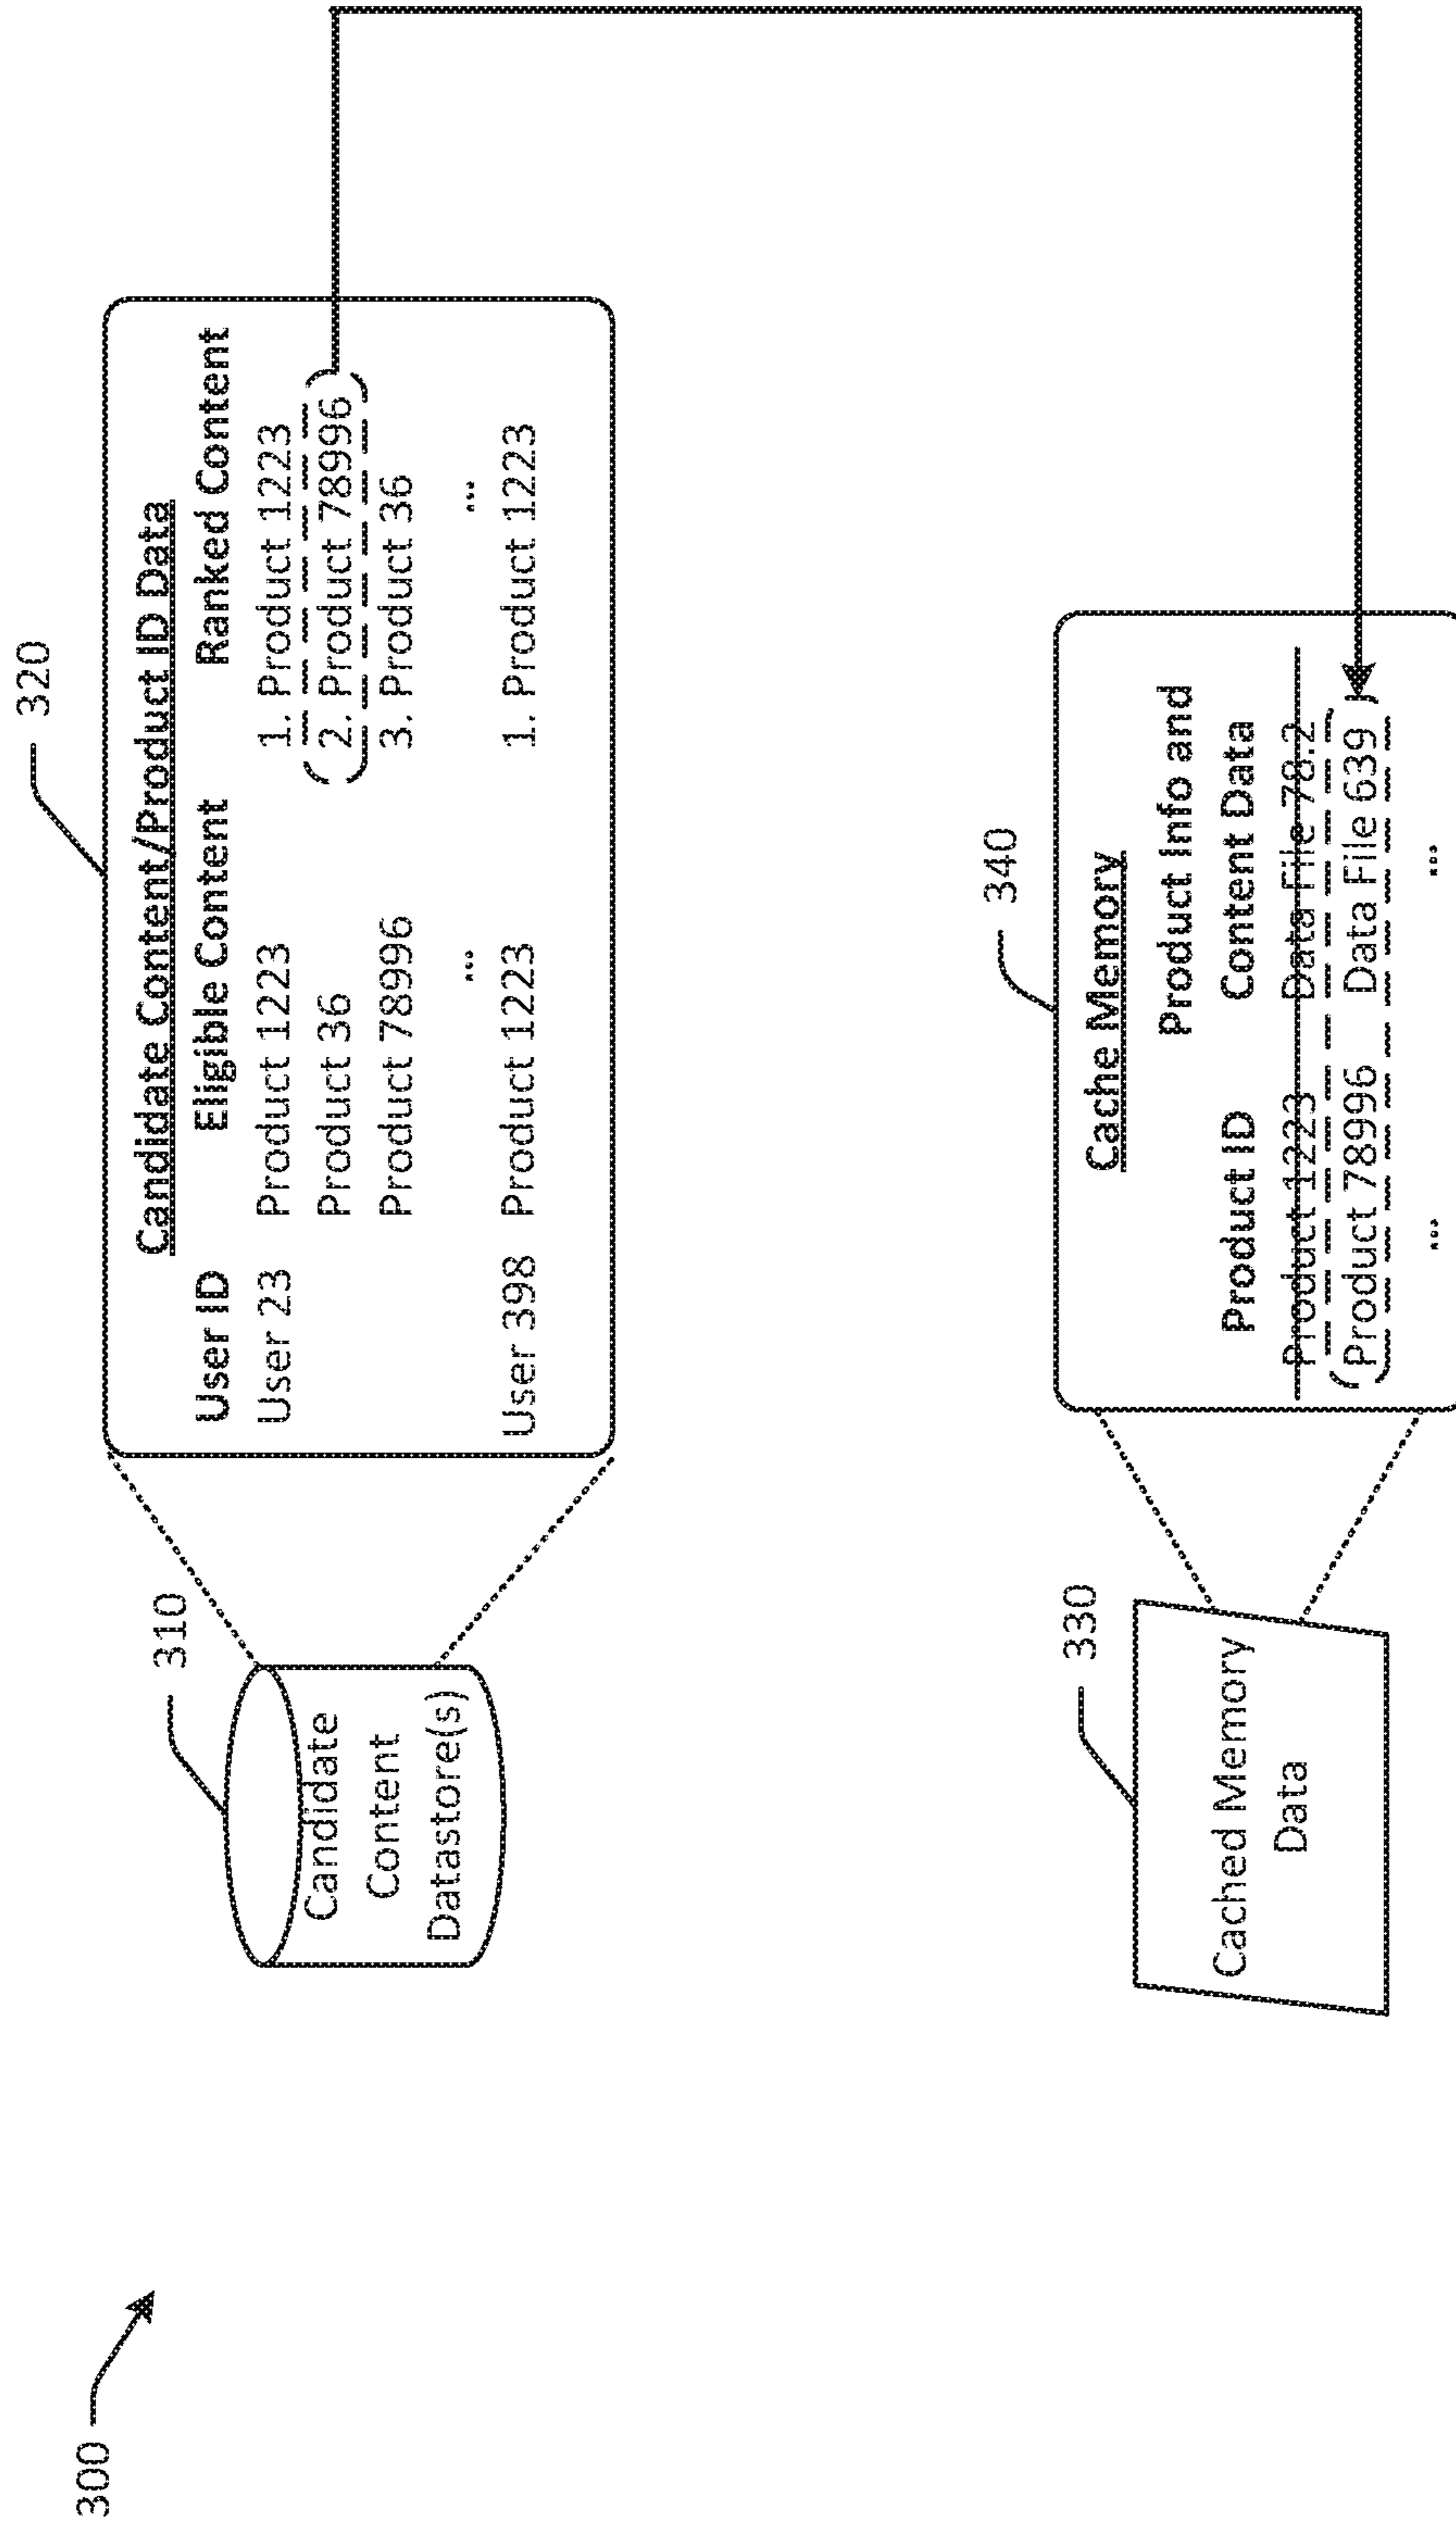 300
310
Candidate
Content
Datastore(s)
320
Candidate Content/Product ID Data
User ID Eligible Content Ranked Content
User 23 Product 1223 1. Product 1223
Product 36 2. Product 78996
Product 78996 3. Product 36
... ...
User 398 Product 1223 1. Product 1223
330
Cached Memory
Data
340
Cache Memory
Product Info and
Product ID Content Data
Product 1223 Data File 78.2
Product 78996 Data File 639
... ...